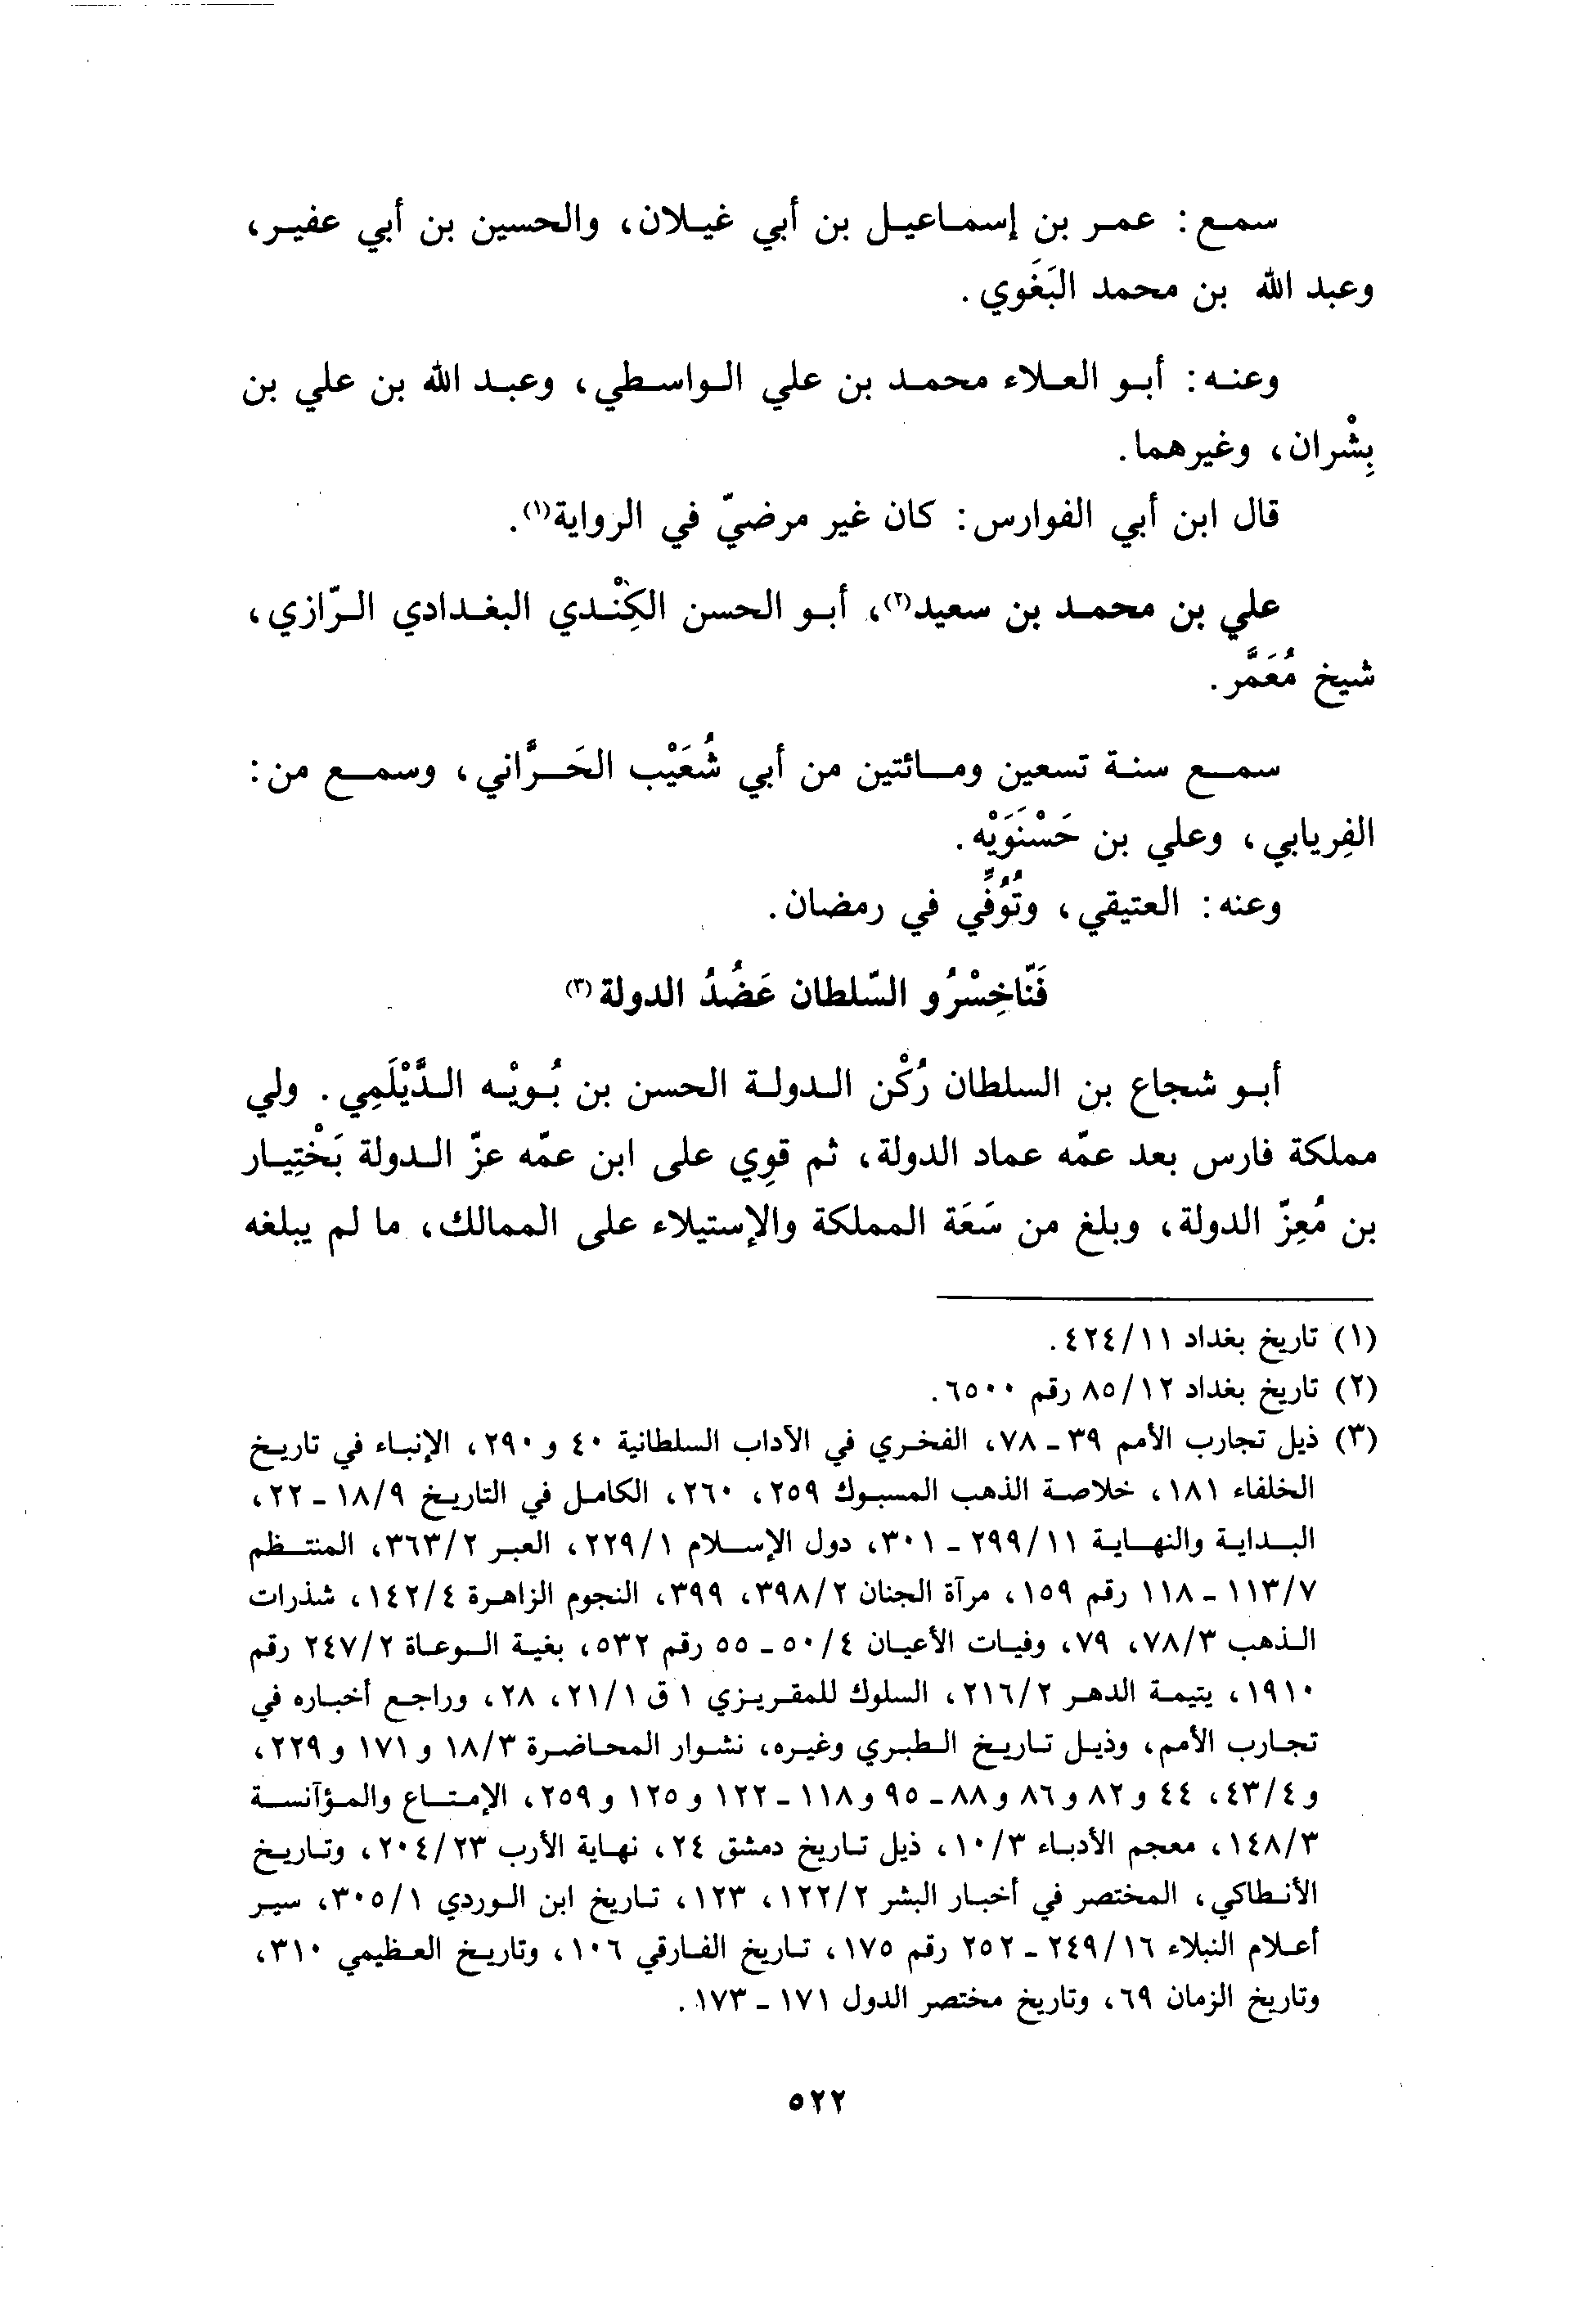 سمع : عمر بن إسماعيل بن أبي غيلان، والحسين بن أبي عفير،
وعبد الله بن محمد البَغَوي .
وعنه : أبو العلاء محمد بن علي الواسطي، وعبد الله بن علي بن
بِشْران، وغيرهما .
قال ابن أبي الفوارس : كان غير مرضيّ في الرواية(١) .
علي بن محمد بن سعيد(٢)، أبو الحسن الكِنْدي البغدادي الرّازي،
شيخ مُعَمَّر .
سمع سنة تسعين ومائتين من أبي شُعَيْب الحَرَّاني، وسمع من :
الفِريابي، وعلي بن حَسْنَوَيْه .
وعنه : العتيقي، وتُوُفِّي في رمضان .
فَنّاخِسْرُو السّلطان عَضُدُ الدولة(٣)
أبو شجاع بن السلطان رُكْن الدولة الحسن بن بُويْه الدَّيْلَمِي . ولي
مملكة فارس بعد عمّه عماد الدولة، ثم قوِي على ابن عمّه عزّ الدولة بَخْتِيار
بن مُعِزّ الدولة، وبلغ من سَعَة المملكة والإستيلاء على الممالك، ما لم يبلغه
(١) تاريخ بغداد ٤٢٤/١١ .
(٢) تاريخ بغداد ٨٥/١٢ رقم ٦٥٠٠ .
(٣) ذيل تجارب الأمم ٣٩ ـ ٧٨، الفخري في الآداب السلطانية ٤٠ و ٢٩٠، الإنباء في تاريخ
الخلفاء ١٨١، خلاصة الذهب المسبوك ٢٥٩، ٢٦٠، الكامل في التاريخ ١٨/٩ ـ ٢٢،
البداية والنهاية ٢٩٩/١١ ـ ٣٠١، دول الإسلام ٢٢٩/١، العبر ٣٦٣/٢، المنتظم
١١٣/٧ ـ ١١٨ رقم ١٥٩، مرآة الجنان ٣٩٨/٢، ٣٩٩، النجوم الزاهرة ١٤٢/٤، شذرات
الذهب ٧٨/٣، ٧٩، وفيات الأعيان ٥٠/٤ ـ ٥٥ رقم ٥٣٢، بغية الوعاة ٢٤٧/٢ رقم
١٩١٠، يتيمة الدهر ٢١٦/٢، السلوك للمقريزي ١ ق ٢١/١، ٢٨، وراجع أخباره في
تجارب الأمم، وذيل تاريخ الطبري وغيره، نشوار المحاضرة ١٨/٣ و ١٧١ و ٢٢٩،
و ٤٣/٤، ٤٤ و ٨٢ و ٨٦ و ٨٨ ـ ٩٥ و ١١٨ ـ ١٢٢ و ١٢٥ و ٢٥٩، الإمتاع والمؤآنسة
١٤٨/٣، معجم الأدباء ١٠/٣، ذيل تاريخ دمشق ٢٤، نهاية الأرب ٢٠٤/٢٣، وتاريخ
الأنطاكي، المختصر في أخبار البشر ١٢٢/٢، ١٢٣، تاريخ ابن الوردي ٣٠٥/١، سير
أعلام النبلاء ٢٤٩/١٦ ـ ٢٥٢ رقم ١٧٥، تاريخ الفارقي ١٠٦، وتاريخ العظيمي ٣١٠،
وتاريخ الزمان ٦٩، وتاريخ مختصر الدول ١٧١ ـ ١٧٣ .
٥٢٢